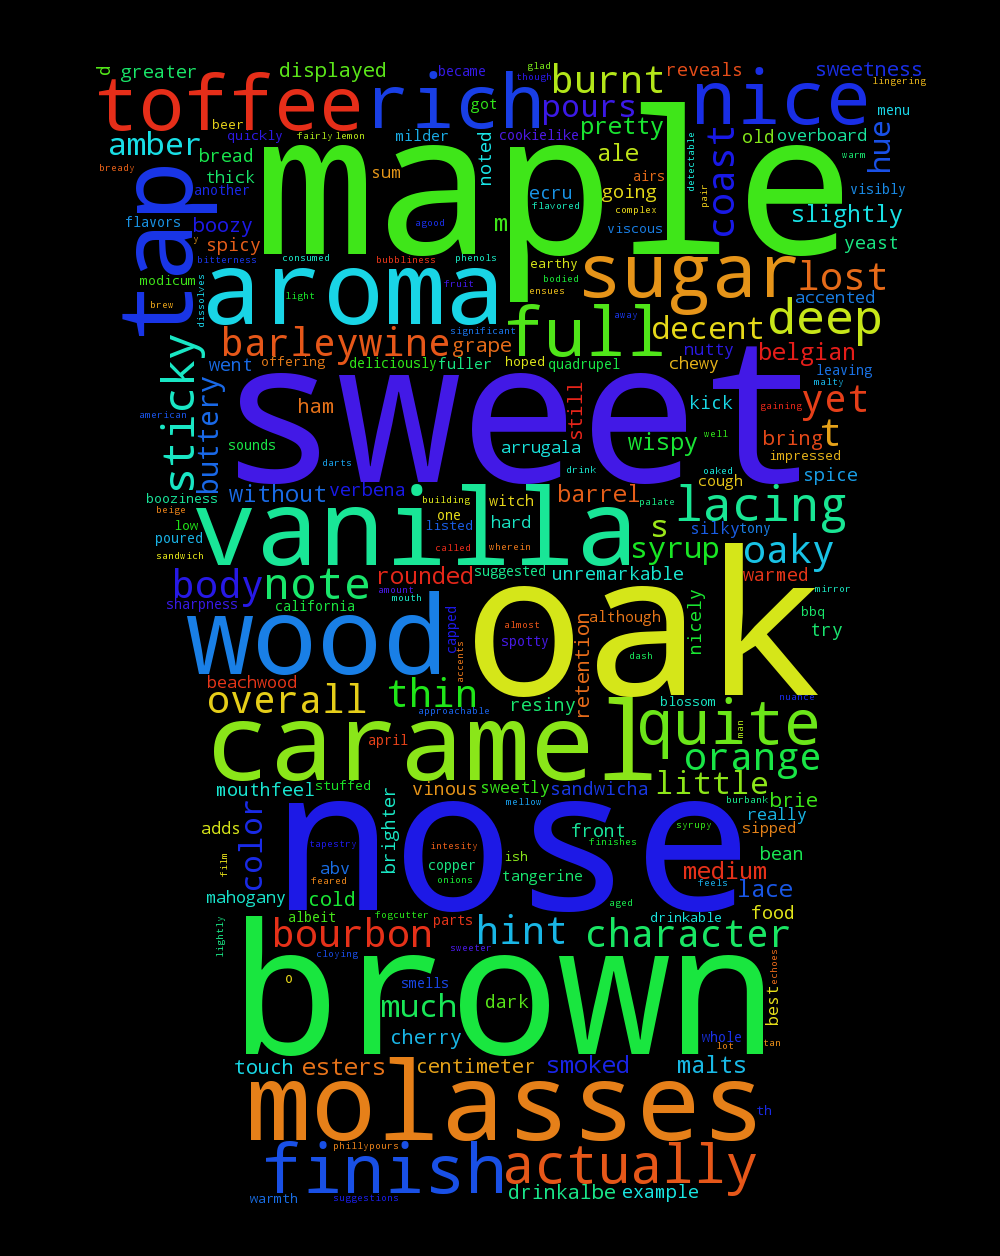 d greater displayed became glad though burnt reveals sweetness lingering
toffee rich pours nice
beer quickly fairly lemon milder got cookielike pretty menu
amber bread thick another sum noted maple ale old overboard hue
bready tap flavors boozy spicy ecru flavored going airs complex detectable pair coast warm visibly slightly
y bitterness modicum consumed bubbliness phenols agood m viscous yeast
brew dissolves aroma light fruit earthy bodied ensues sugar lost accented
significant full away decent deep
barleywine grape nutty belgian
sticky went offering deliciously fuller hoped quadrupel chewy leaving malty
american buttery sweet ham still kick gaining yet
sounds darts arrugala drink wispy well bring t impressed
booziness without verbena building witch barrel palate oaked cough spice
beige low vanilla one listed hard s lacing silky tony
poured sandwich called wherein syrup oaky
body note rounded suggested unremarkable warmed mirror
sharpness california amount mouth oak although nicely bbq
wood capped almost spotty retention dash try
beachwood accents
overall thin approachable resiny blossom nuance
caramel april quite man orange
mouthfeel stuffed vinous sweetly sandwicha little burbank brie
color brighter mellow front finishes syrupy really sipped
adds tapestry nose intesity ish bean
film abv feared copper onions tangerine medium feels lace
mahogany cold aged
albeit fogcutter parts drinkable food
lightly bourbon cloying sweeter hint character echoes best
brown o smells much dark
cherry whole lot tan
touch esters centimeter smoked malts
molasses th
phillypours
finish actually
warmth suggestions drinkalbe example